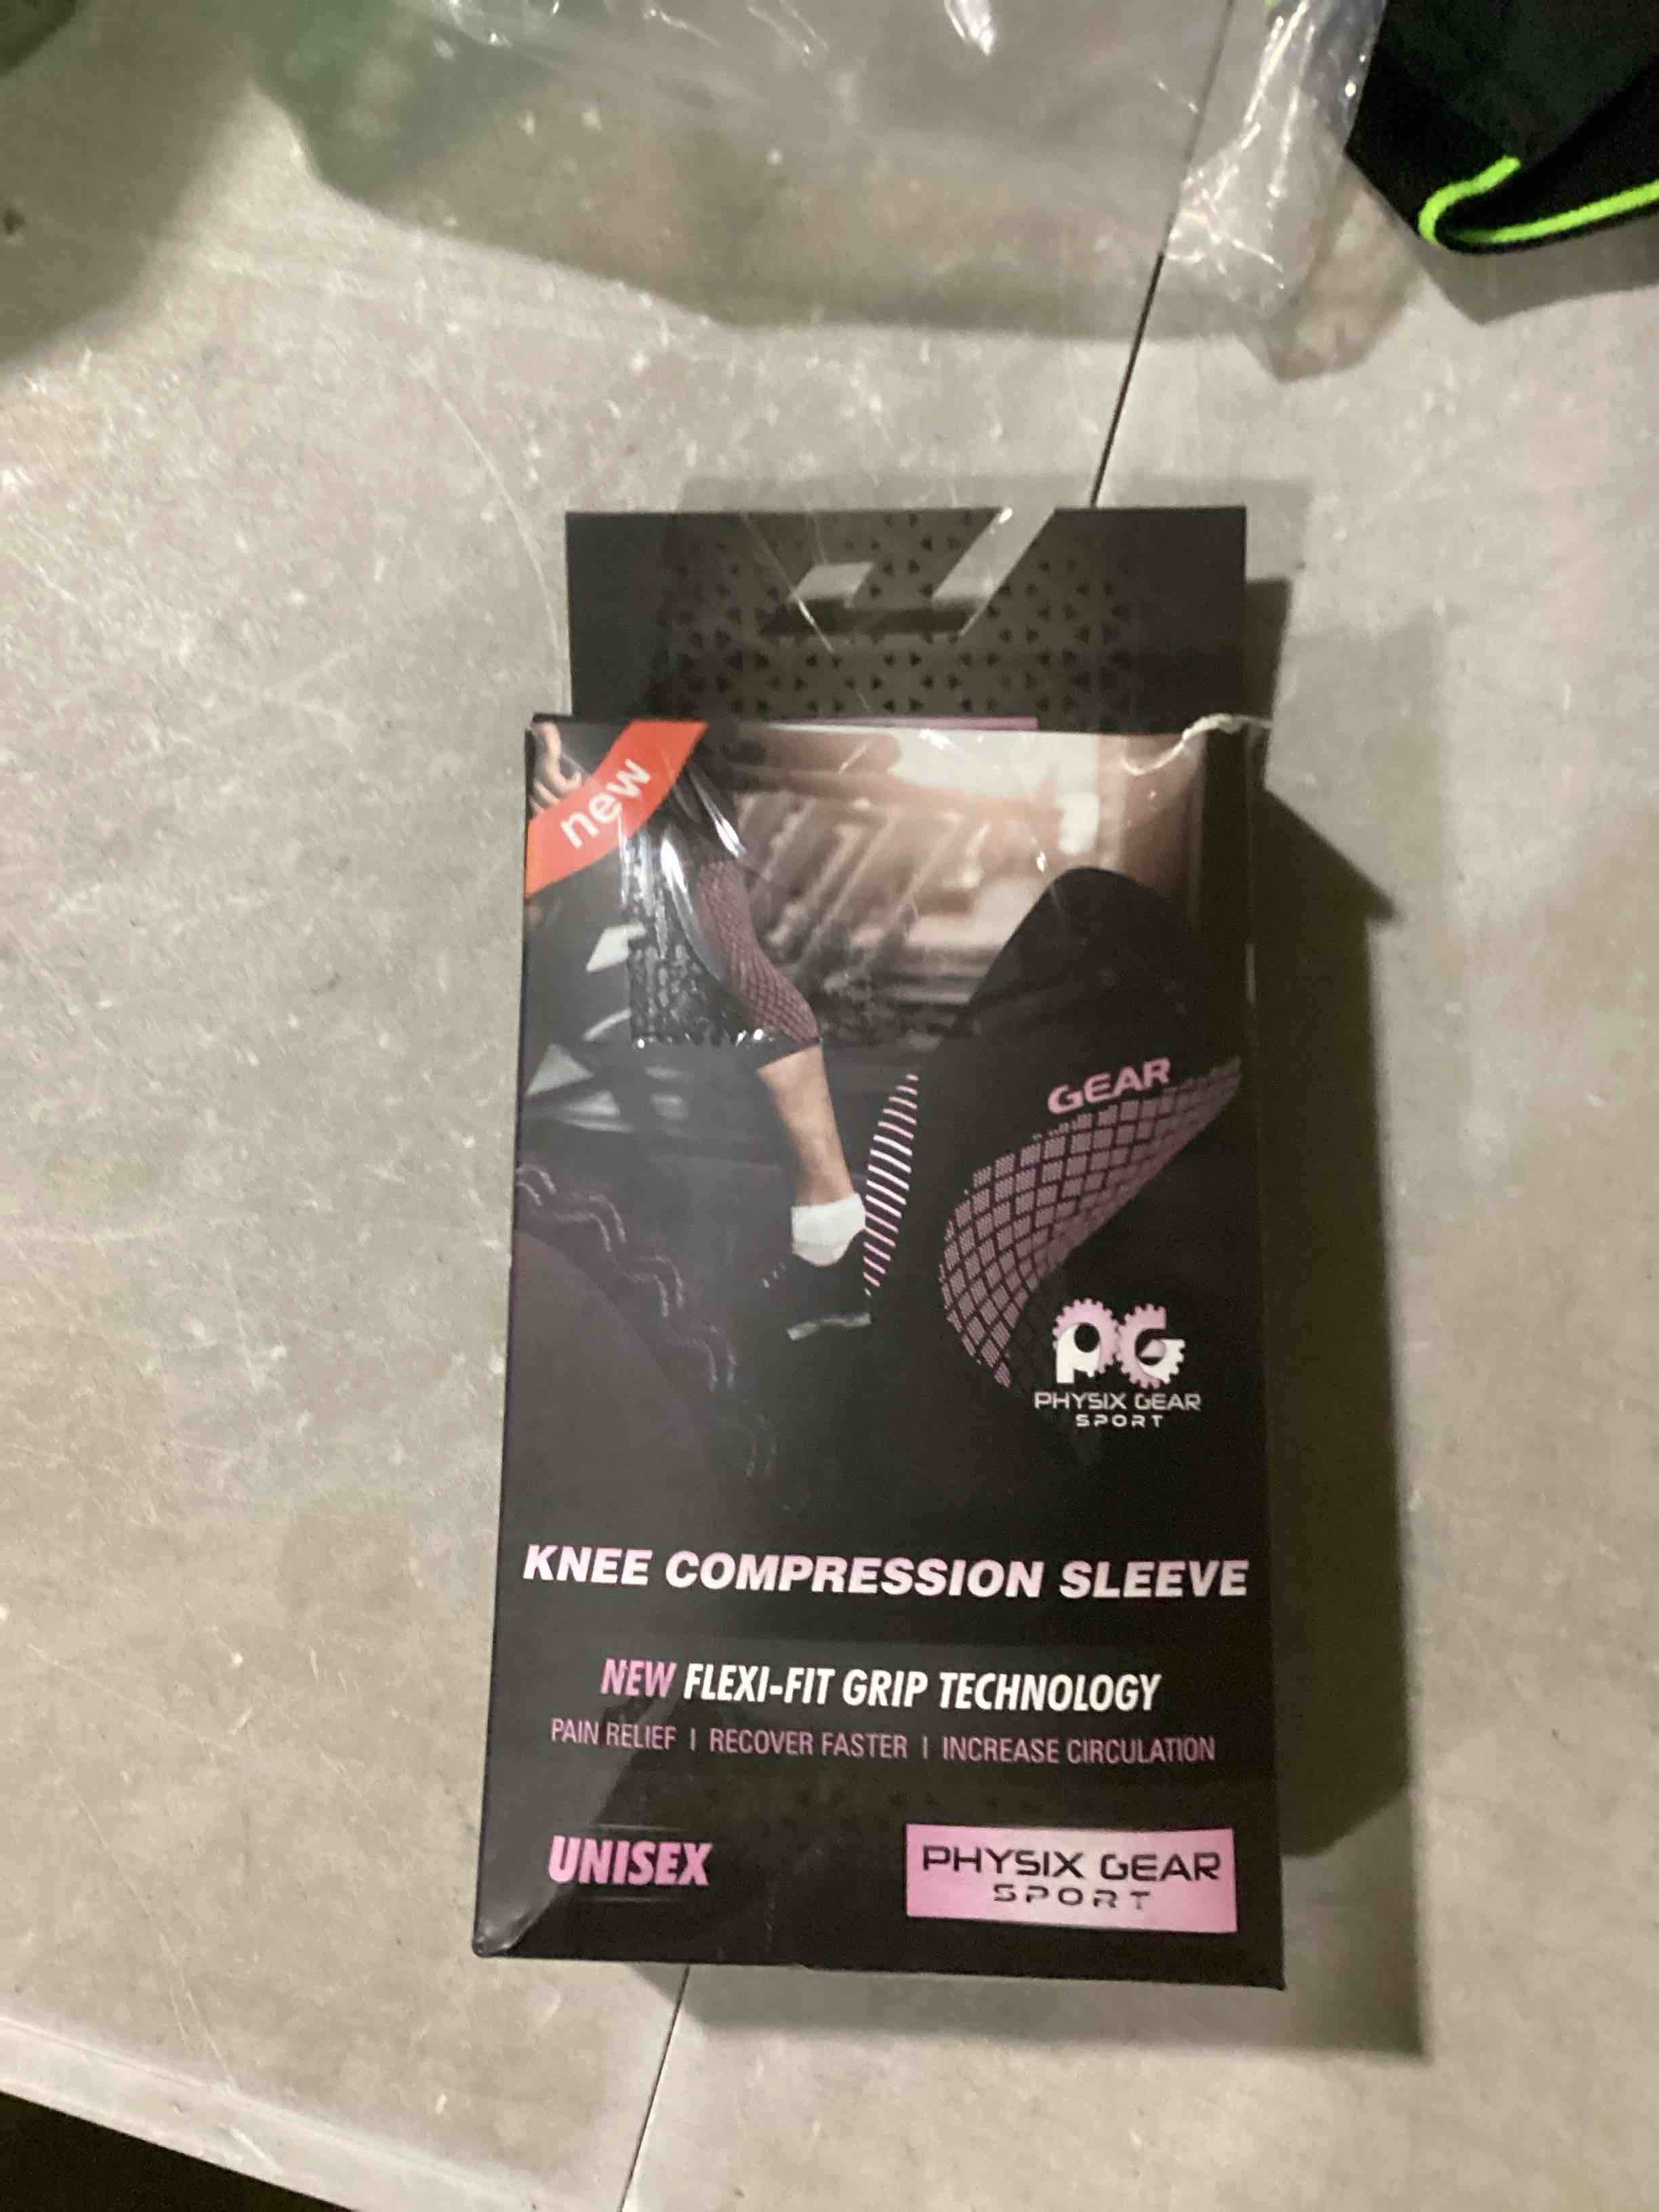 new
GEAR
PG
PHYSIX GEAR
SPORT
KNEE COMPRESSION SLEEVE
NEW FLEXI-FIT GRIP TECHNOLOGY
PAIN RELIEF | RECOVER FASTER | INCREASE CIRCULATION
UNISEX
PHYSIX GEAR
SPORT